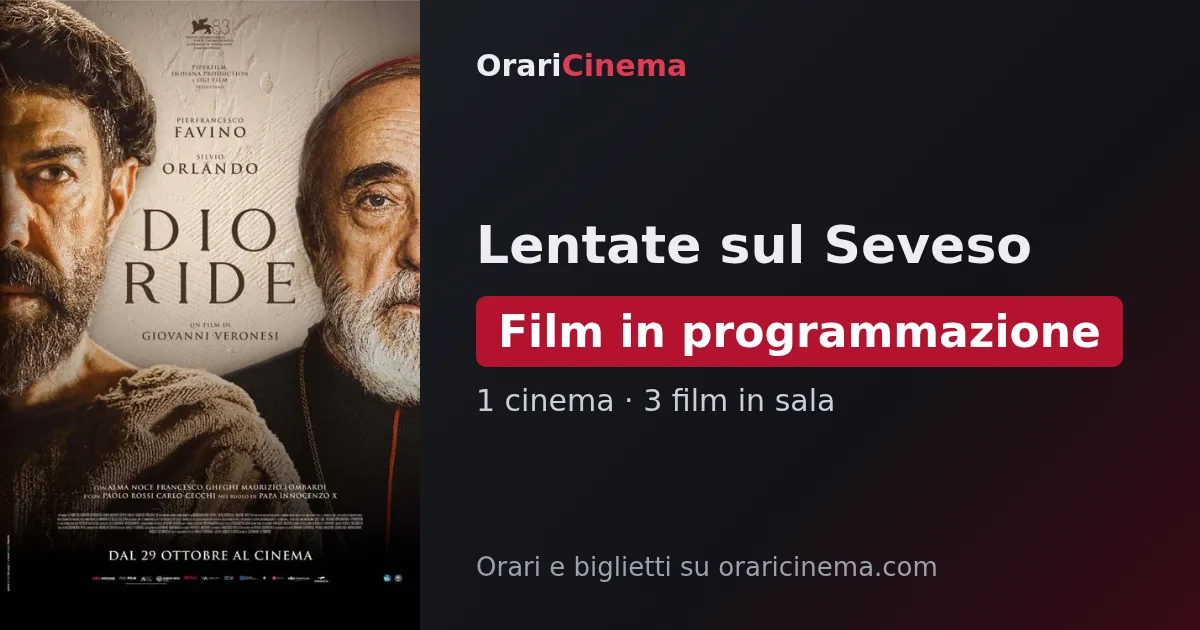 83
PIPERFILM
INDIANA PRODUCTION
E OGI FILM
PRESENTANO
PIERFRANCESCO
FAVINO
SILVIO
ORLANDO
DIO
RIDE
UN FILM DI
GIOVANNI VERONESI
CON ALMA NOCE FRANCESCO GHEGHI MAURIZIO LOMBARDI
E CON PAOLO ROSSI CARLO CECCHI NEL RUOLO DI PAPA INNOCENZO X
DAL 29 OTTOBRE AL CINEMA
OrariCinema
Lentate sul Seveso
Film in programmazione
1 cinema · 3 film in sala
Orari e biglietti su oraricinema.com